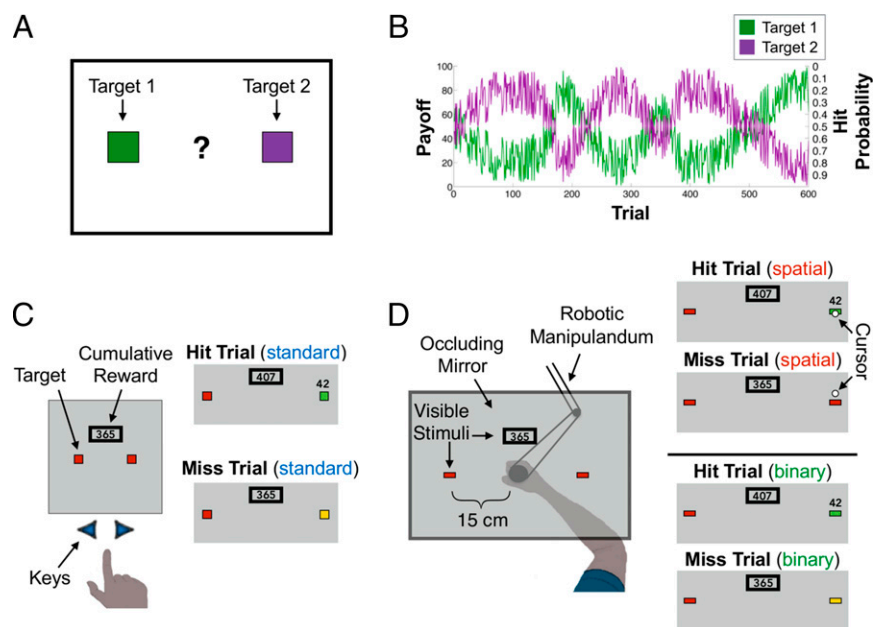 A
Target 1
Target 2
?
B
Target 1
Target 2
Payoff
100
80
60
40
20
0
0
0.1
0.2
0.3
0.4
0.5
0.6
0.7
0.8
0.9
Hit
Probability
0 100 200 300 400 500 600
Trial
C
Target
Cumulative
Reward
365
Keys
Hit Trial (standard)
407
42
Miss Trial (standard)
365
D
Occluding
Mirror
Robotic
Manipulandum
Visible
Stimuli
365
15 cm
Hit Trial (spatial)
407
42
Miss Trial (spatial)
365
Cursor
Hit Trial (binary)
407
42
Miss Trial (binary)
365